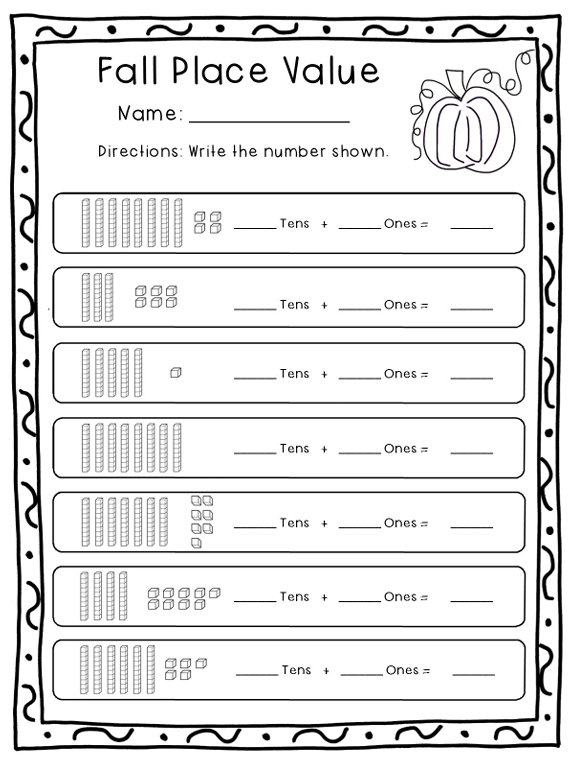 Fall Place Value
Name: ____________
Directions: Write the number shown.
_____ Tens + _____ Ones = _____
_____ Tens + _____ Ones = _____
_____ Tens + _____ Ones = _____
_____ Tens + _____ Ones = _____
_____ Tens + _____ Ones = _____
_____ Tens + _____ Ones = _____
_____ Tens + _____ Ones = _____